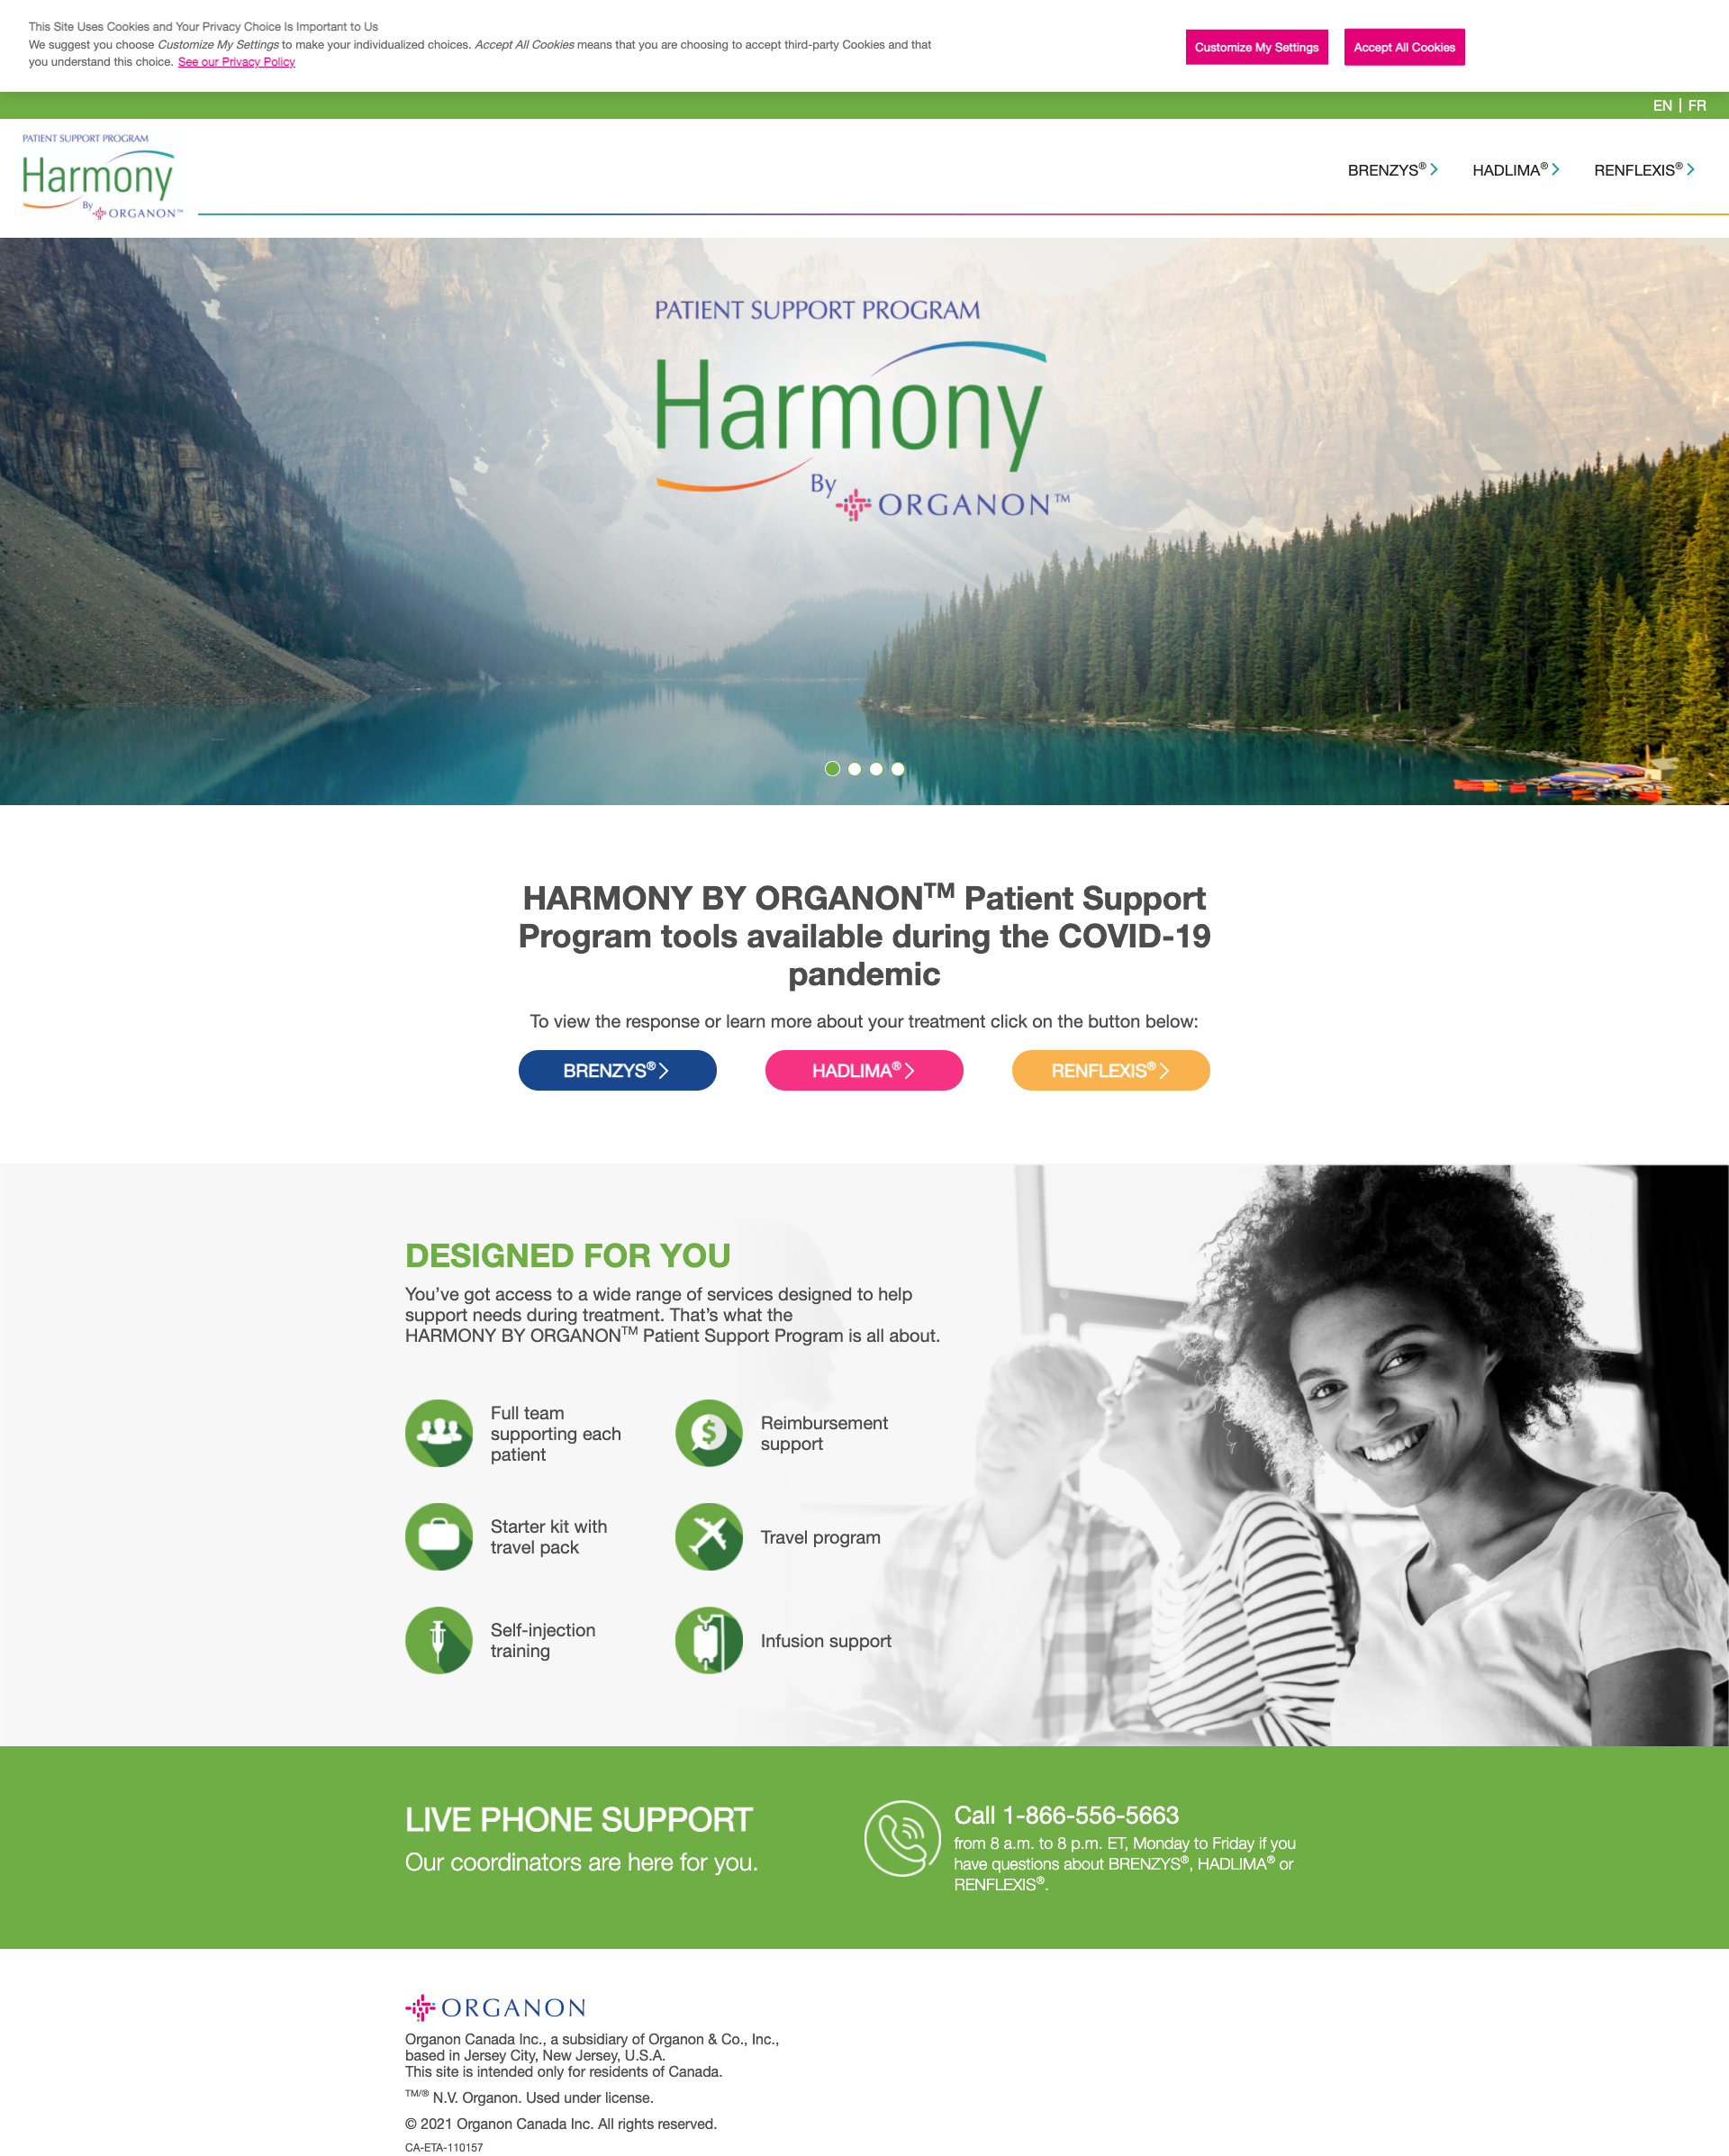 This Site Uses Cookies and Your Privacy Choice Is Important to Us
We suggest you choose Customize My Settings to make your individualized choices. Accept All Cookies means that you are choosing to accept third-party Cookies and that
you understand this choice. See our Privacy Policy
Customize My Settings
Accept All Cookies
EN | FR
PATIENT SUPPORT PROGRAM
Harmony
By ORGANON™
BRENZYS®
HADLIMA®
RENFLEXIS®
PATIENT SUPPORT PROGRAM
Harmony
By ORGANON™
HARMONY BY ORGANON™ Patient Support
Program tools available during the COVID-19
pandemic
To view the response or learn more about your treatment click on the button below:
BRENZYS®
HADLIMA®
RENFLEXIS®
DESIGNED FOR YOU
You’ve got access to a wide range of services designed to help
support needs during treatment. That’s what the
HARMONY BY ORGANON™ Patient Support Program is all about.
Full team
supporting each
patient
Reimbursement
support
Starter kit with
travel pack
Travel program
Self-injection
training
Infusion support
LIVE PHONE SUPPORT
Our coordinators are here for you.
Call 1-866-556-5663
from 8 a.m. to 8 p.m. ET, Monday to Friday if you
have questions about BRENZYS®, HADLIMA® or
RENFLEXIS®.
ORGANON
Organon Canada Inc., a subsidiary of Organon & Co., Inc.,
based in Jersey City, New Jersey, U.S.A.
This site is intended only for residents of Canada.
TM/® N.V. Organon. Used under license.
© 2021 Organon Canada Inc. All rights reserved.
CA-ETA-110157